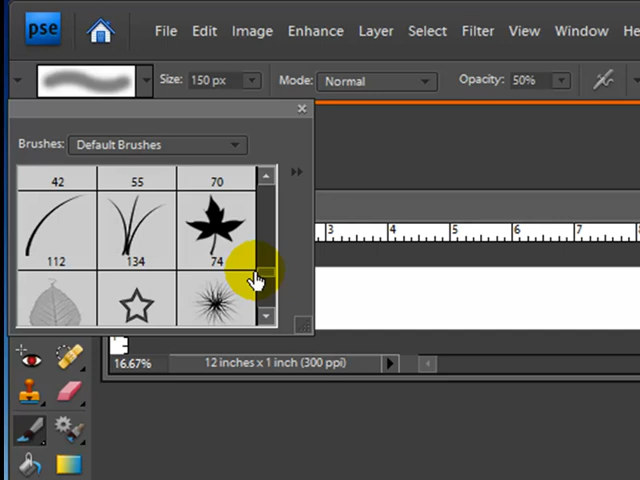 pse File Edit Image Enhance Layer Select Filter View Window He
Size: 150 px Mode: Normal Opacity: 50%
Brushes: Default Brushes
42 55 70
112 134 74
3 4 5 6 7 8
16.67% 12 inches x 1 inch (300 ppi)